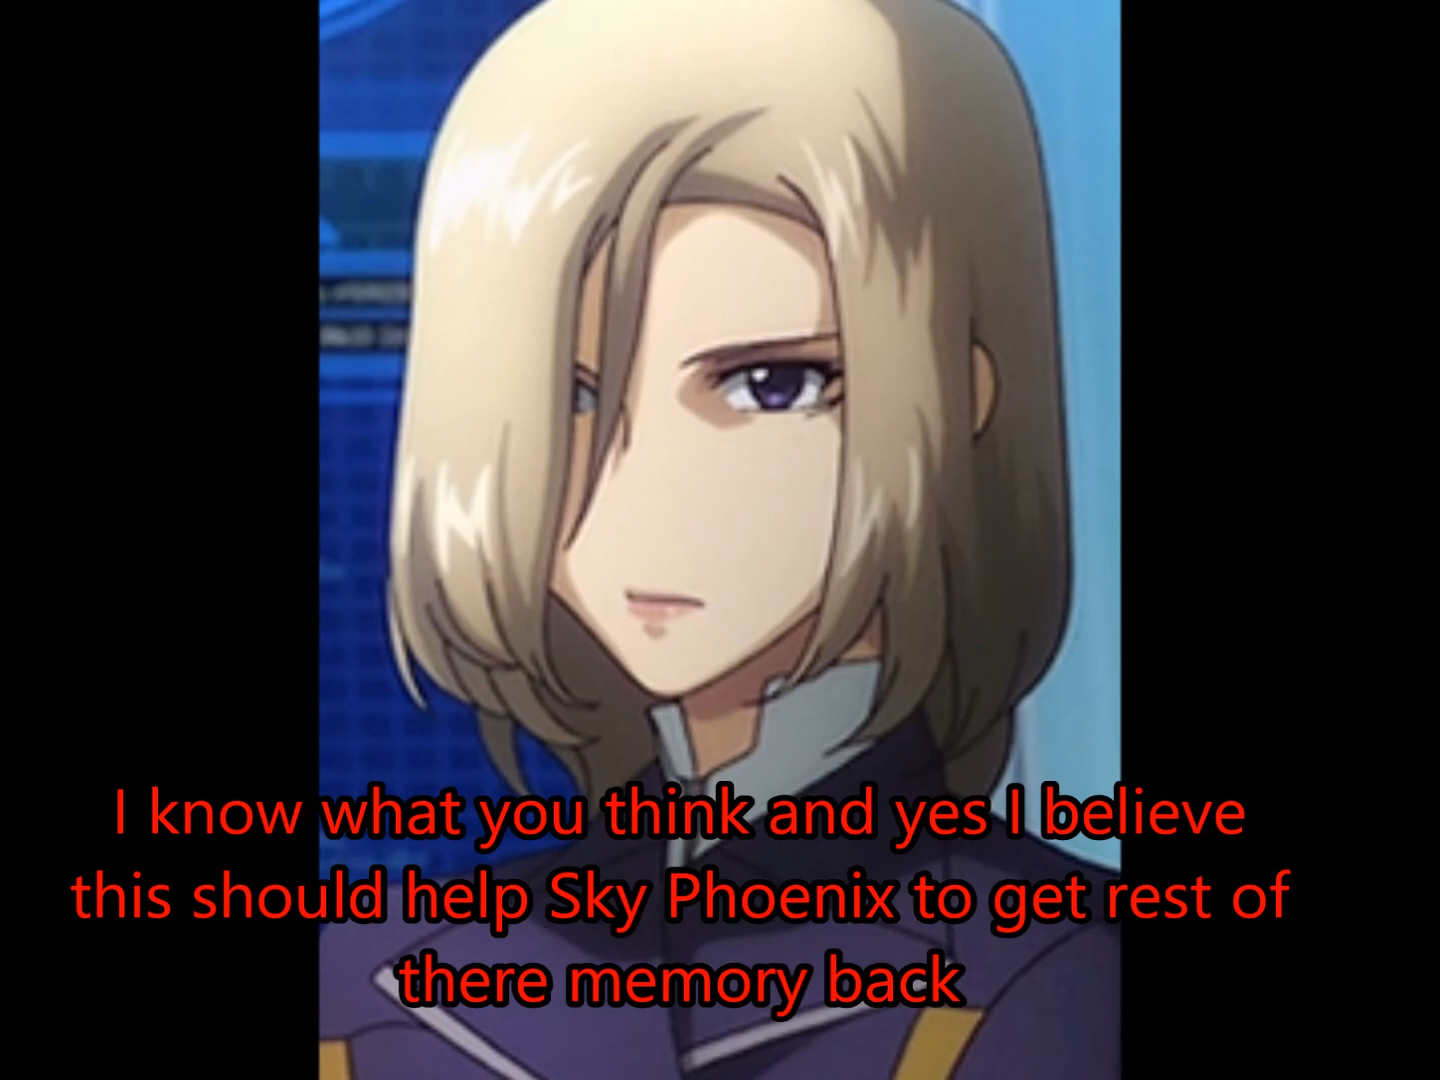 I know what you think and yes I believe
this should help Sky Phoenix to get rest of
there memory back